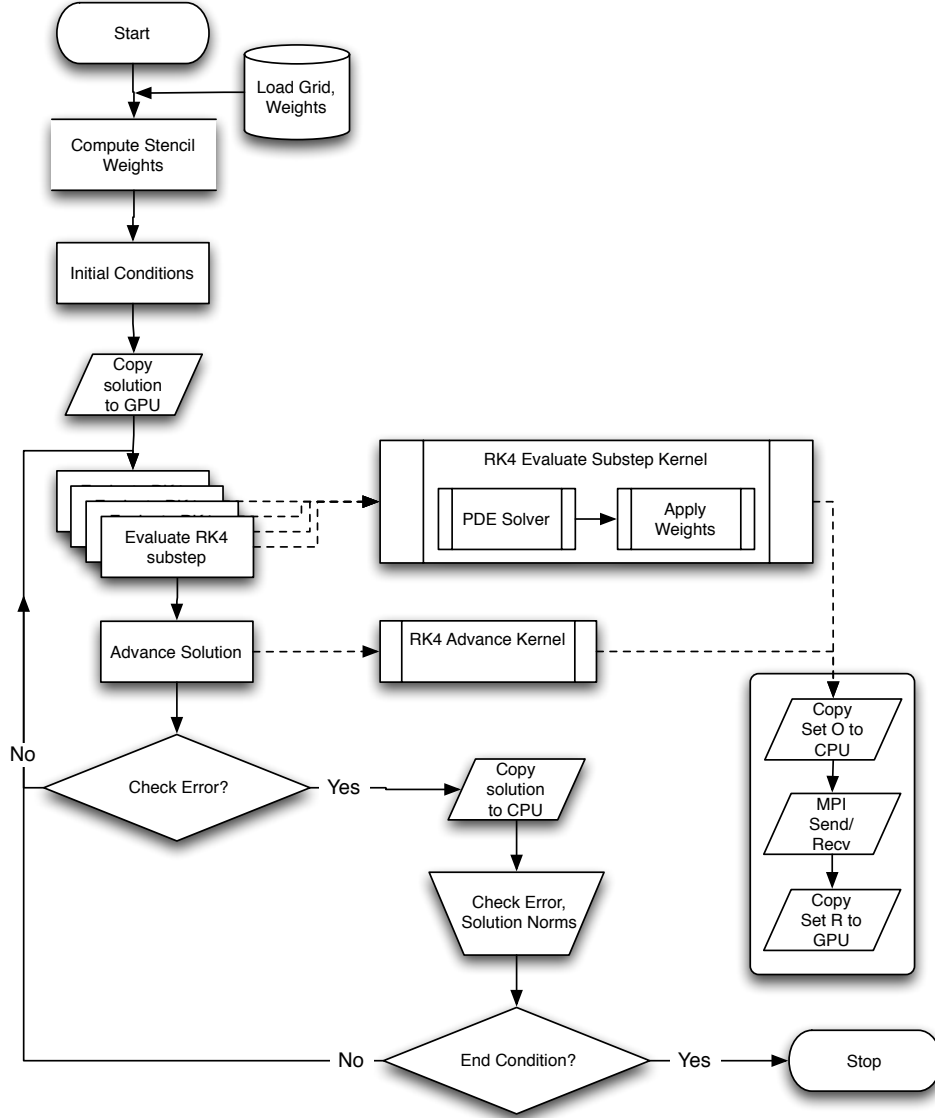 Start
Load Grid,
Weights
Compute Stencil
Weights
Initial Conditions
Copy
solution
to GPU
Evaluate RK4
substep
RK4 Evaluate Substep Kernel
PDE Solver
Apply
Weights
Advance Solution
RK4 Advance Kernel
Copy
Set O to
CPU
MPI
Send/
Recv
Copy
Set R to
GPU
No
Check Error?
Yes
Copy
solution
to CPU
Check Error,
Solution Norms
No
End Condition?
Yes
Stop